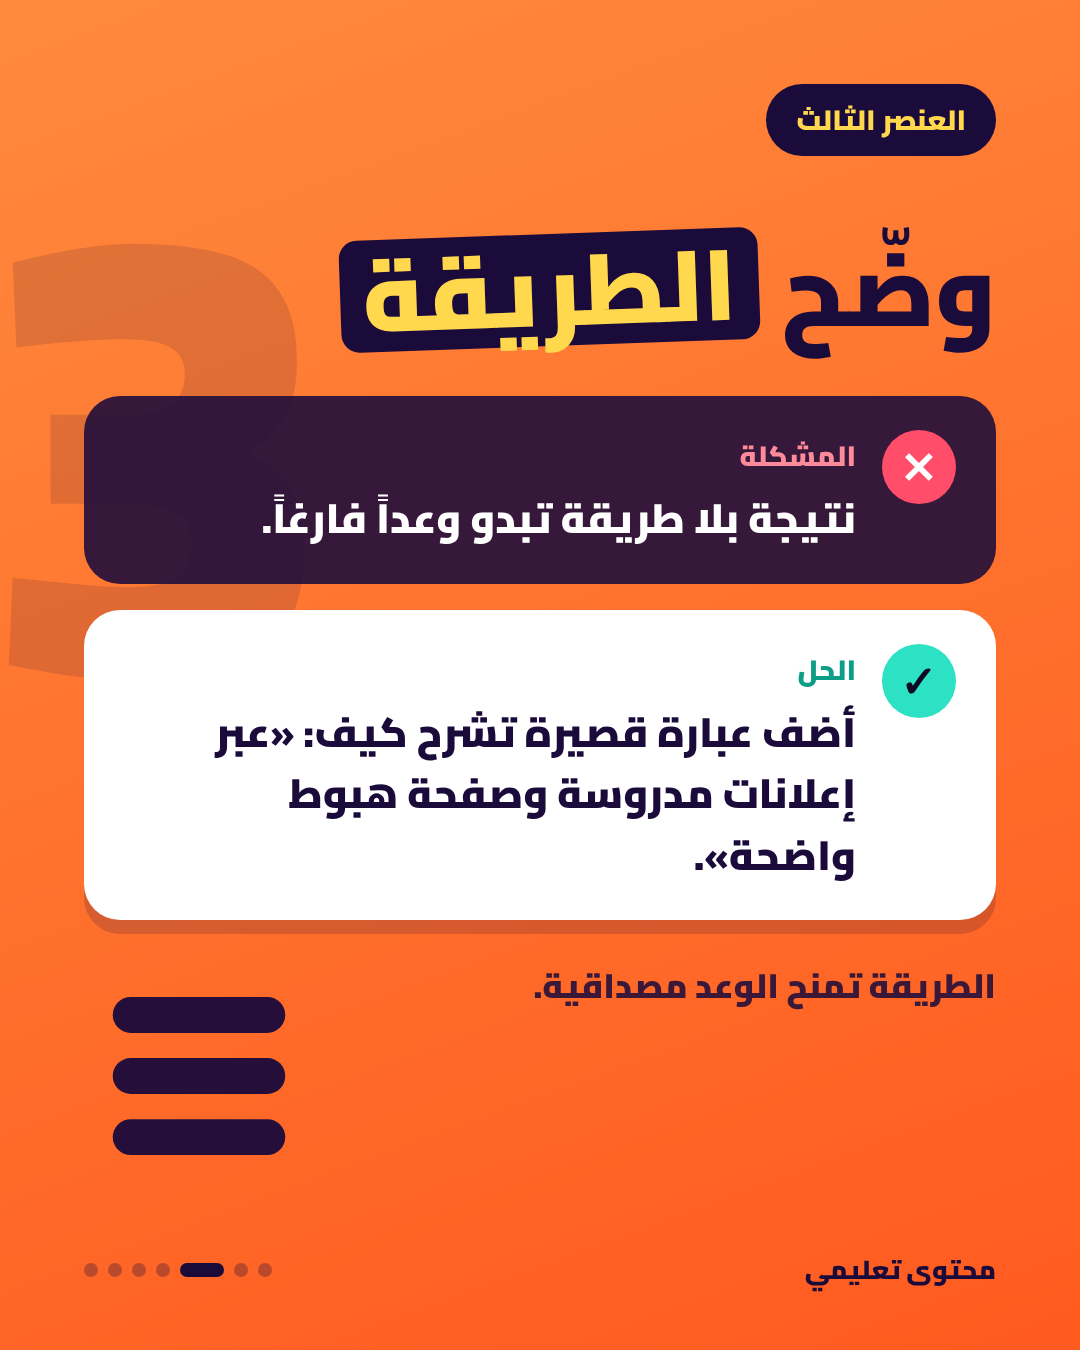 العنصر الثالث
وضّح الطريقة
3
المشكلة
نتيجة بلا طريقة تبدو وعداً فارغاً.
الحل
أضف عبارة قصيرة تشرح كيف: «عبر
إعلانات مدروسة وصفحة هبوط
واضحة».
الطريقة تمنح الوعد مصداقية.
محتوى تعليمي